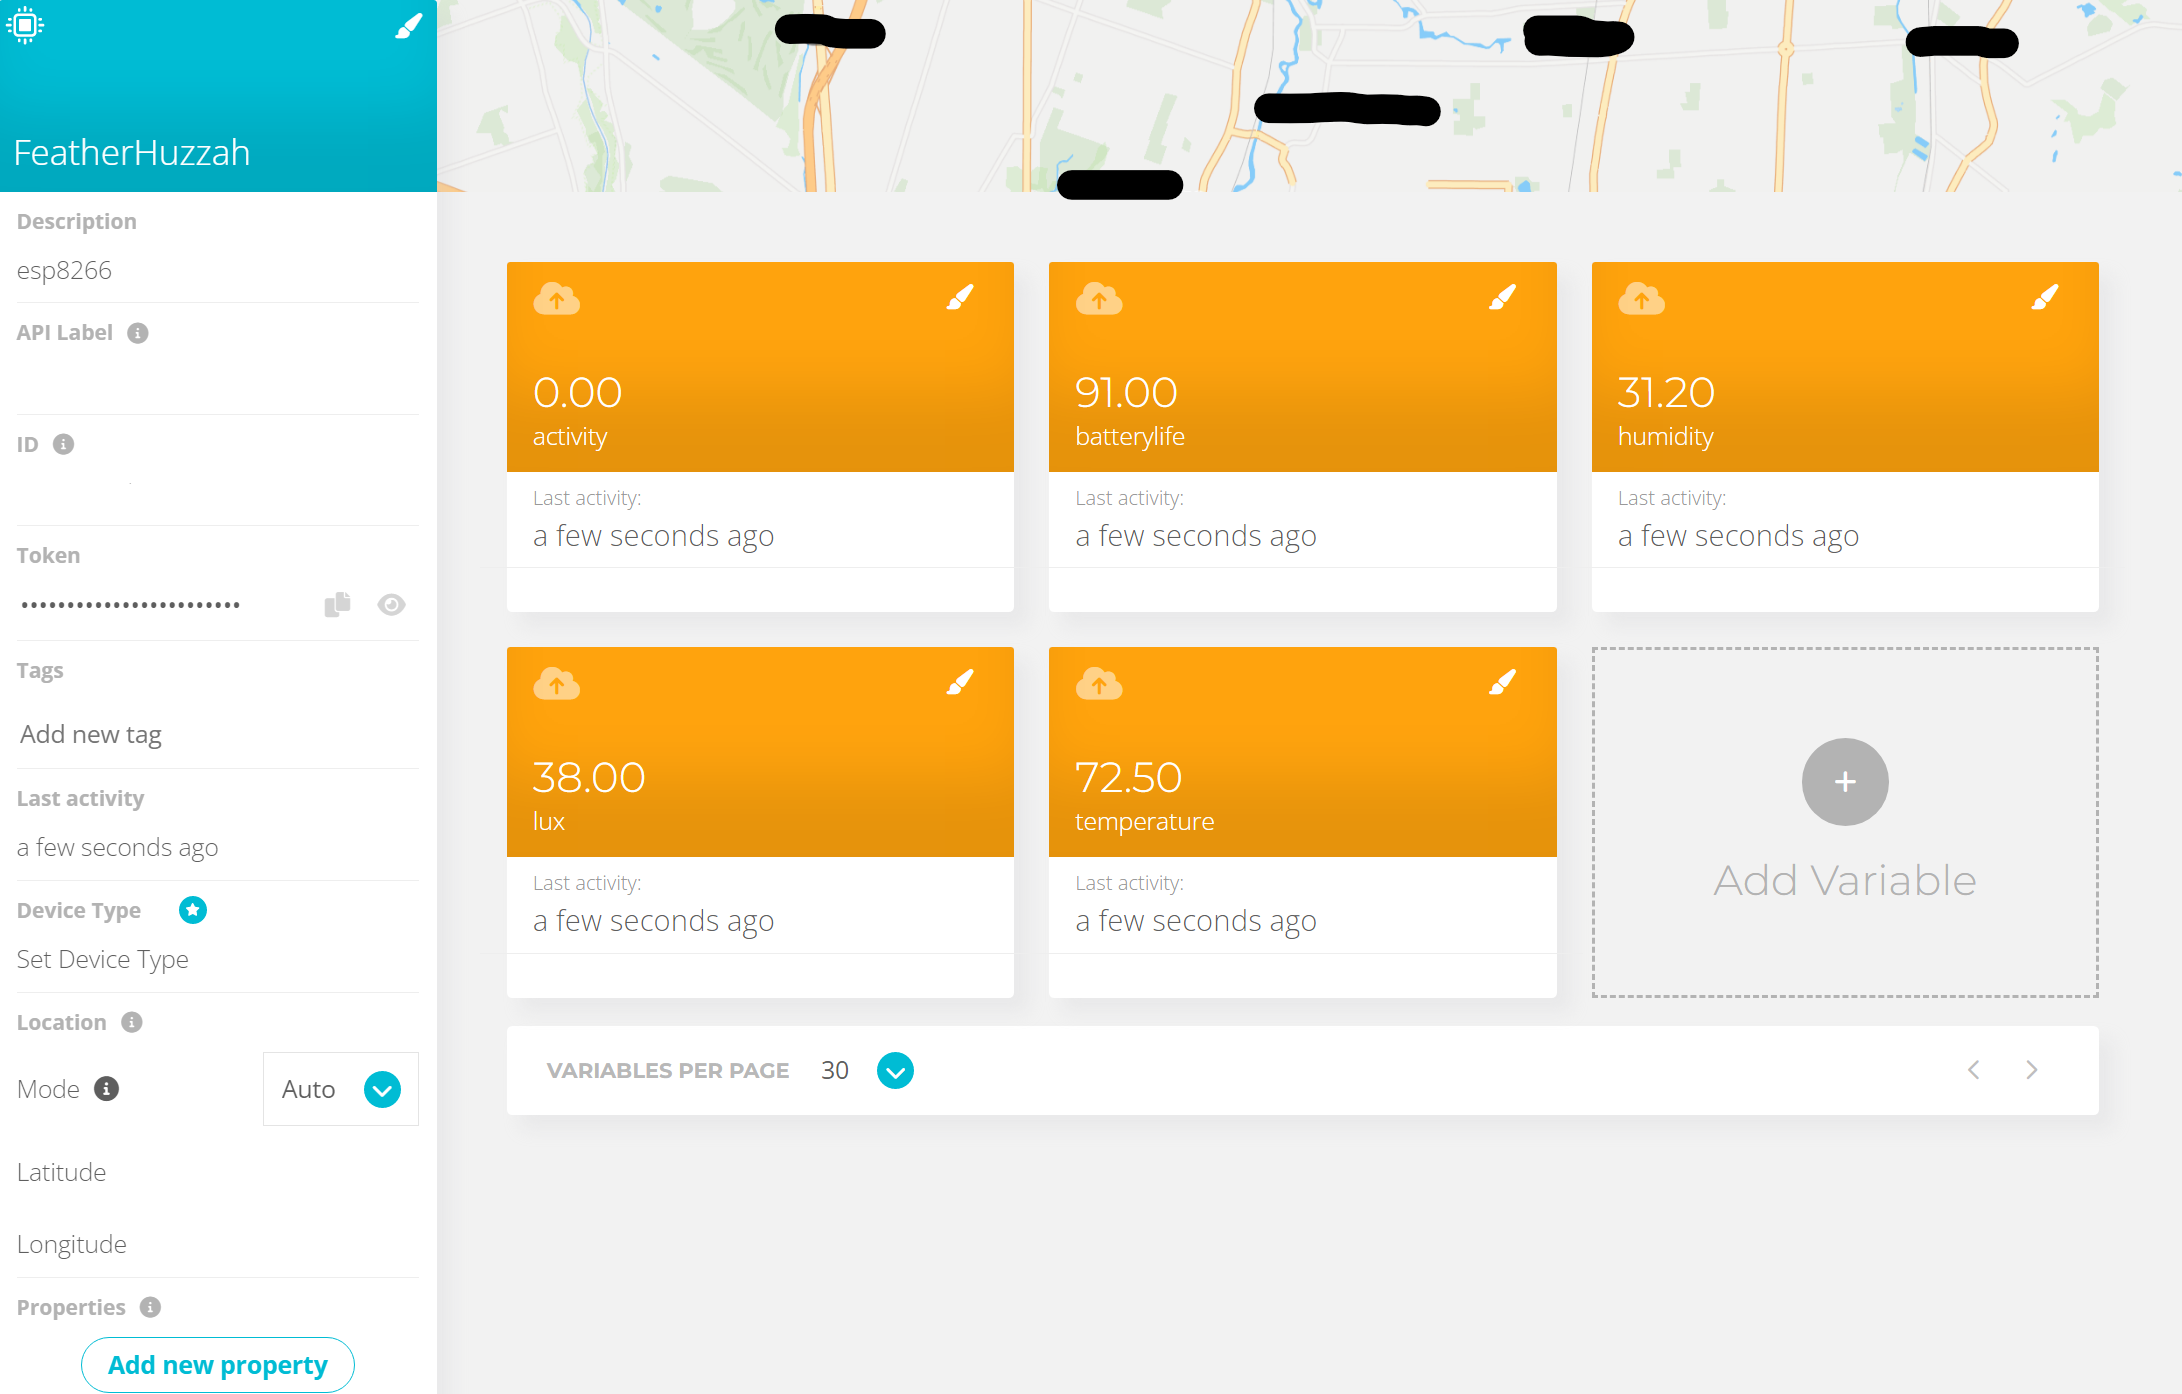 FeatherHuzzah
Description
esp8266
API Label
ID
Token
Tags
Add new tag
Last activity
a few seconds ago
Device Type
Set Device Type
Location
Mode
Auto
Latitude
Longitude
Properties
Add new property
0.00
activity
Last activity:
a few seconds ago
91.00
batterylife
Last activity:
a few seconds ago
31.20
humidity
Last activity:
a few seconds ago
38.00
lux
Last activity:
a few seconds ago
72.50
temperature
Last activity:
a few seconds ago
Add Variable
VARIABLES PER PAGE 30